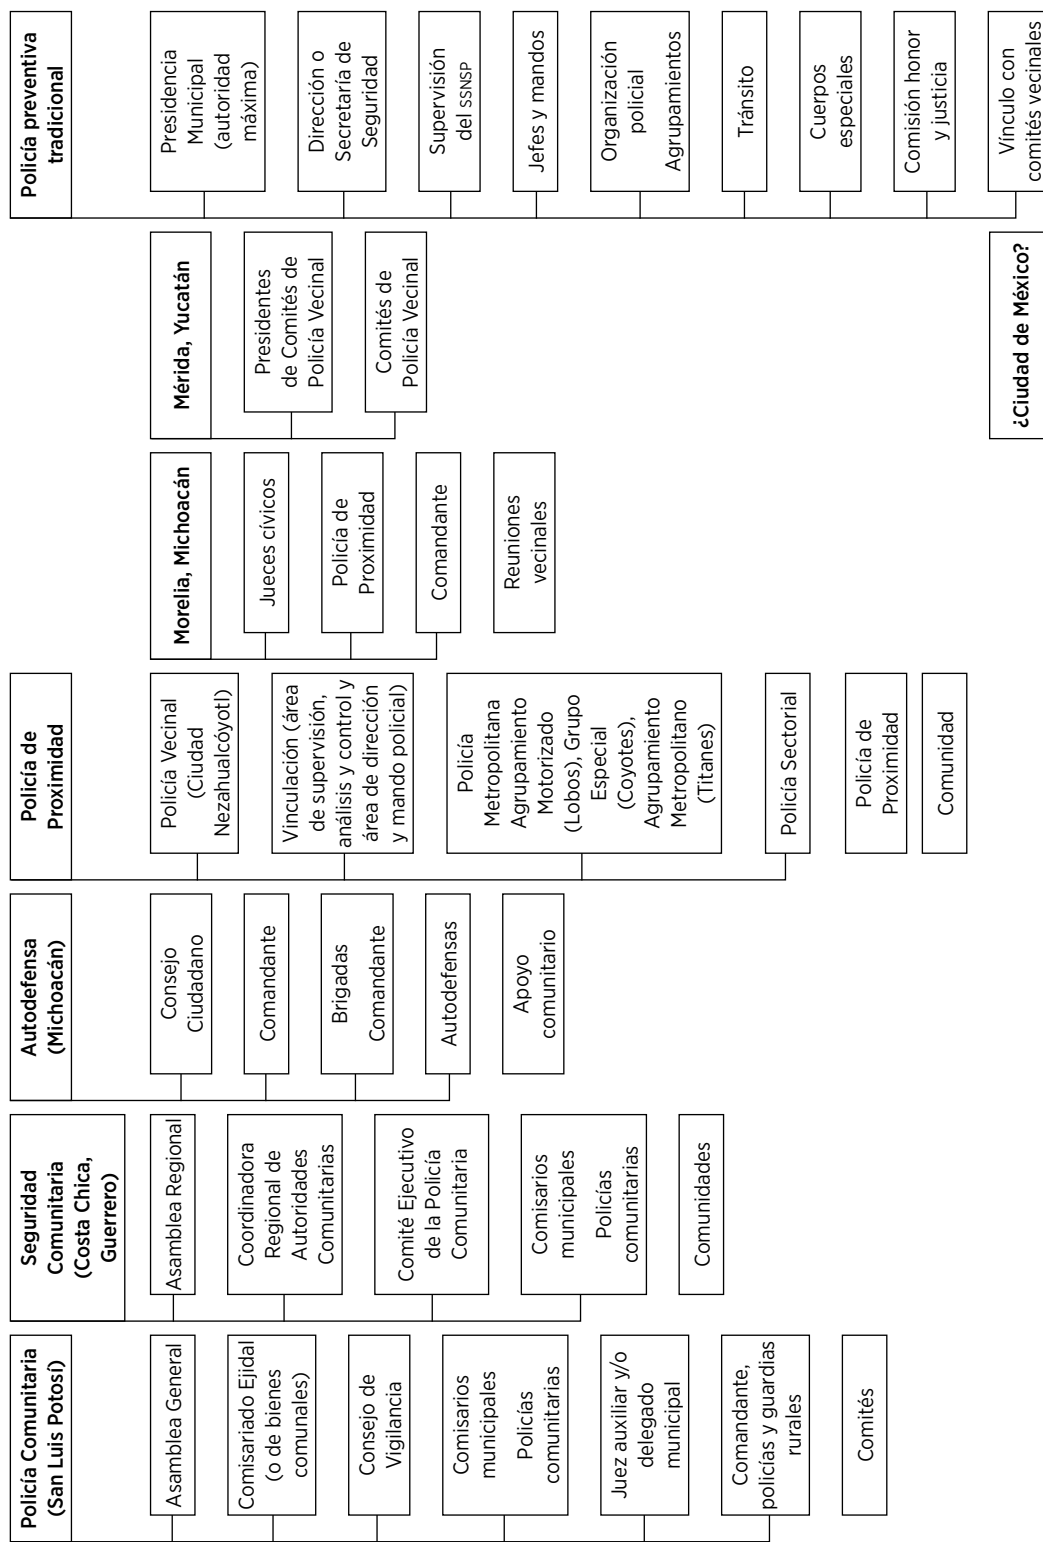 Policía Comunitaria
(San Luis Potosí)
Asamblea General
Comisariado Ejidal
(o de bienes
comunales)
Consejo de
Vigilancia
Comisarios
municipales
Policías
comunitarias
Juez auxiliar y/o
delegado
municipal
Comandante,
policías y guardias
rurales
Comités
Seguridad
Comunitaria
(Costa Chica,
Guerrero)
Asamblea Regional
Coordinadora
Regional de
Autoridades
Comunitarias
Comité Ejecutivo
de la Policía
Comunitaria
Comisarios
municipales
Policías
comunitarias
Comunidades
Autodefensa
(Michoacán)
Consejo
Ciudadano
Comandante
Brigadas
Comandante
Autodefensas
Apoyo
comunitario
Policía de
Proximidad
Policía Vecinal
(Ciudad
Nezahualcóyotl)
Vinculación (área
de supervisión,
análisis y control y
área de dirección
y mando policial)
Policía
Metropolitana
Agrupamiento
Motorizado
(Lobos), Grupo
Especial
(Coyotes),
Agrupamiento
Metropolitano
(Titanes)
Policía Sectorial
Policía de
Proximidad
Comunidad
Morelia, Michoacán
Jueces cívicos
Policía de
Proximidad
Comandante
Reuniones
vecinales
Mérida, Yucatán
Presidentes
de Comités de
Policía Vecinal
Comités de
Policía Vecinal
¿Ciudad de México?
Policía preventiva
tradicional
Presidencia
Municipal
(autoridad
máxima)
Dirección o
Secretaría de
Seguridad
Supervisión
del SSNSP
Jefes y mandos
Organización
policial
Agrupamientos
Tránsito
Cuerpos
especiales
Comisión honor
y justicia
Vínculo con
comités vecinales